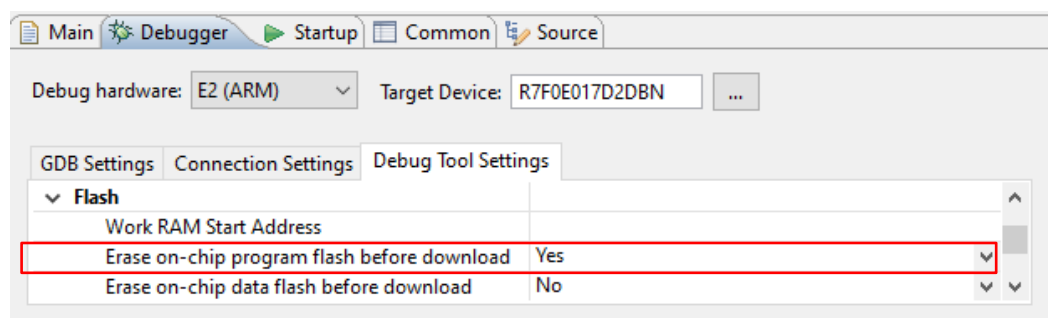 Main Debugger Startup Common Source
Debug hardware: E2 (ARM) Target Device: R7F0E017D2DBN ...
GDB Settings Connection Settings Debug Tool Settings
Flash
Work RAM Start Address
Erase on-chip program flash before download Yes
Erase on-chip data flash before download No